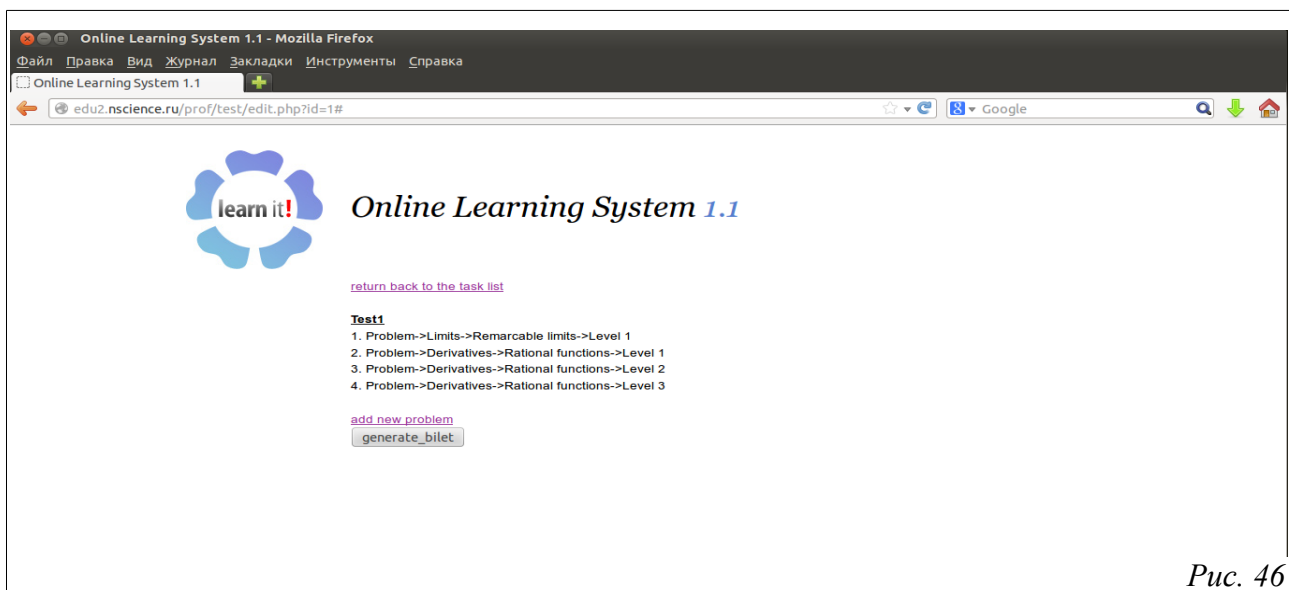 Online Learning System 1.1 - Mozilla Firefox
Файл Правка Вид Журнал Закладки Инструменты Справка
Online Learning System 1.1
edu2.nscience.ru/prof/test/edit.php?id=1# Google
learn it!
Online Learning System 1.1
return back to the task list
Test1
1. Problem->Limits->Remarcable limits->Level 1
2. Problem->Derivatives->Rational functions->Level 1
3. Problem->Derivatives->Rational functions->Level 2
4. Problem->Derivatives->Rational functions->Level 3
add new problem
generate_bilet
Рис. 46